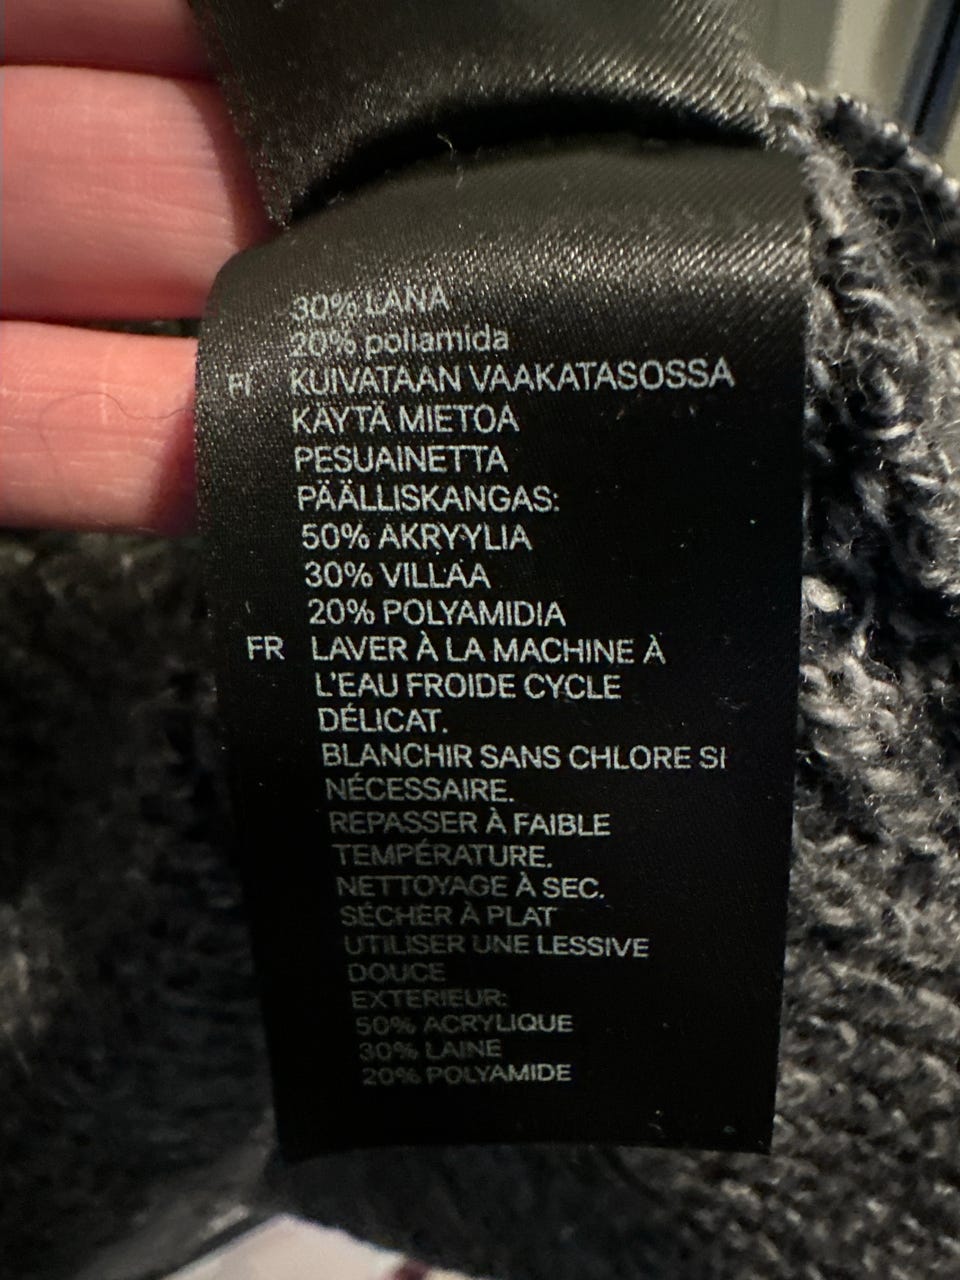 30% LANA
20% poliamida
FI KUIVATAAN VAAKATASOSSA
KÄYTÄ MIETOA
PESUAINETTA
PÄÄLLISKANGAS:
50% AKRYYLIA
30% VILLAA
20% POLYAMIDIA
FR LAVER À LA MACHINE À
L'EAU FROIDE CYCLE
DÉLICAT.
BLANCHIR SANS CHLORE SI
NÉCESSAIRE.
REPASSER À FAIBLE
TEMPÉRATURE.
NETTOYAGE À SEC.
SÉCHER À PLAT
UTILISER UNE LESSIVE
DOUCE
EXTERIEUR:
50% ACRYLIQUE
30% LAINE
20% POLYAMIDE